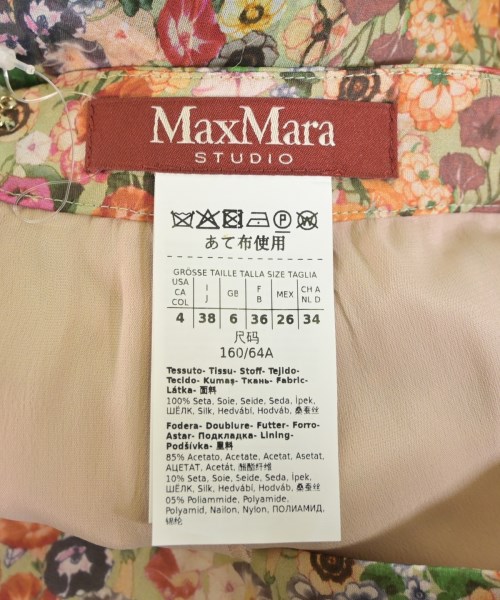 MaxMara
STUDIO
P W
あて布使用
GRÖSSE TAILLE TALLA SIZE TAGLIA
USA CA COL I J GB F B MEX CH A NL D
4 38 6 36 26 34
尺码
160/64A
Tessuto- Tissu- Stoff- Tejido-
Tecido- Kumaş- Ткань- Fabric-
Látka- 面料
100% Seta, Soie, Seide, Seda, İpek,
ШЁЛК, Silk, Hedvábí, Hodváb, 桑蚕丝
Fodera- Doublure- Futter- Forro-
Astar- Подкладка- Lining-
Podšívka- 里料
85% Acetato, Acetate, Acetat, Asetat,
АЦЕТАТ, Acetát, 醋酯纤维
10% Seta, Soie, Seide, Seda, İpek,
ШЁЛК, Silk, Hedvábí, Hodváb, 桑蚕丝
05% Poliammide, Polyamide,
Polyamid, Nailon, Nylon, ПОЛИАМИД,
锦纶